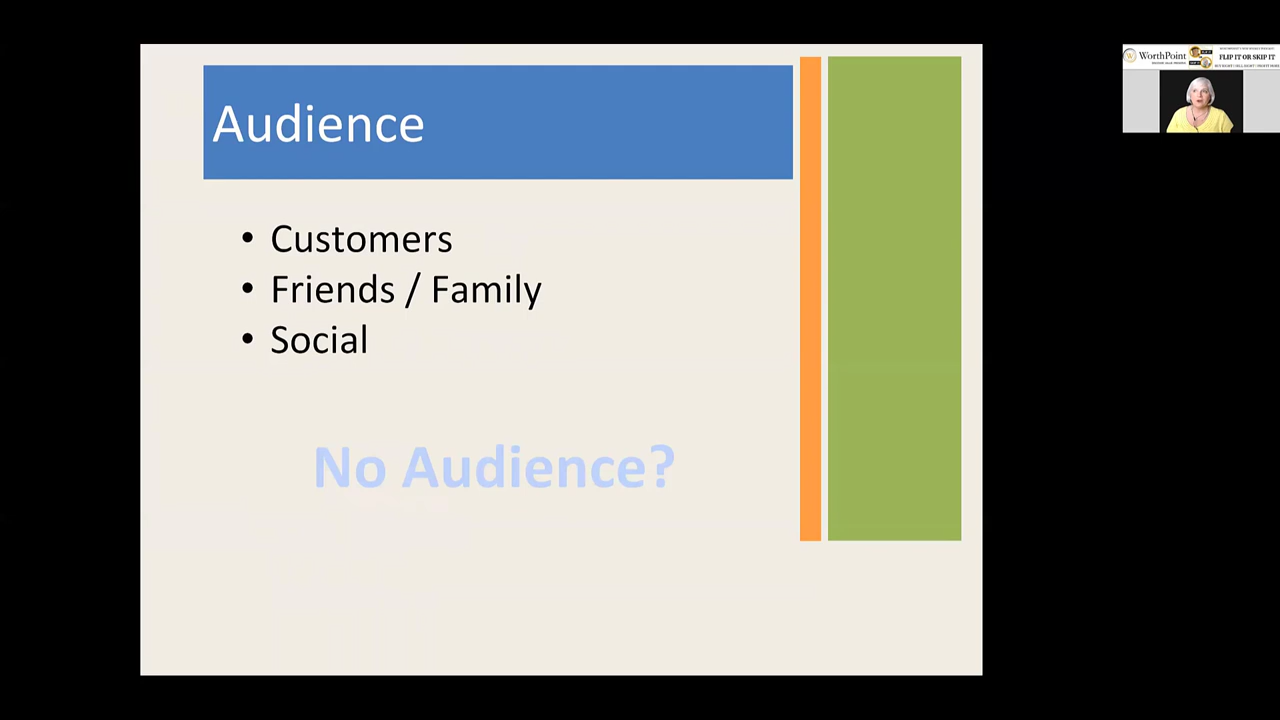 Audience
• Customers
• Friends / Family
• Social
No Audience?
WorthPoint
FLIP IT OR SKIP IT